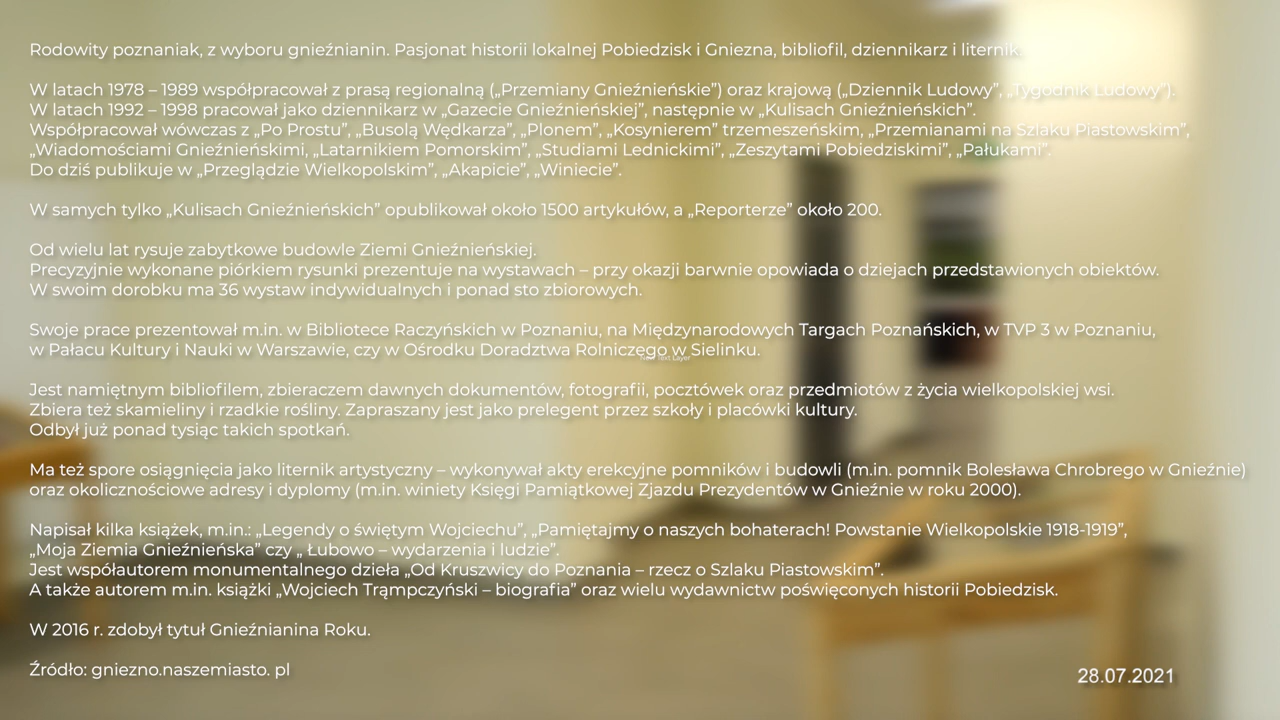 Rodowity poznaniak, z wyboru gnieźnianin. Pasjonat historii lokalnej Pobiedzisk i Gniezna, bibliofil, dziennikarz i liternik.
W latach 1978 – 1989 współpracował z prasą regionalną („Przemiany Gnieźnieńskie”) oraz krajową („Dziennik Ludowy”, „Tygodnik Ludowy”).
W latach 1992 – 1998 pracował jako dziennikarz w „Gazecie Gnieźnieńskiej”, następnie w „Kulisach Gnieźnieńskich”.
Współpracował wówczas z „Po Prostu”, „Busolą Wędkarza”, „Plonem”, „Kosynierem” trzemeszeńskim, „Przemianami na Szlaku Piastowskim”,
„Wiadomościami Gnieźnieńskimi, „Latarnikiem Pomorskim”, „Studiami Lednickimi”, „Zeszytami Pobiedziskimi”, „Pałukami”.
Do dziś publikuje w „Przeglądzie Wielkopolskim”, „Akapicie”, „Winiecie”.
W samych tylko „Kulisach Gnieźnieńskich” opublikował około 1500 artykułów, a „Reporterze” około 200.
Od wielu lat rysuje zabytkowe budowle Ziemi Gnieźnieńskiej.
Precyzyjnie wykonane piórkiem rysunki prezentuje na wystawach – przy okazji barwnie opowiada o dziejach przedstawionych obiektów.
W swoim dorobku ma 36 wystaw indywidualnych i ponad sto zbiorowych.
Swoje prace prezentował m.in. w Bibliotece Raczyńskich w Poznaniu, na Międzynarodowych Targach Poznańskich, w TVP 3 w Poznaniu,
w Pałacu Kultury i Nauki w Warszawie, czy w Ośrodku Doradztwa Rolniczego w Sielinku.
New Text Layer
Jest namiętnym bibliofilem, zbieraczem dawnych dokumentów, fotografii, pocztówek oraz przedmiotów z życia wielkopolskiej wsi.
Zbiera też skamieliny i rzadkie rośliny. Zapraszany jest jako prelegent przez szkoły i placówki kultury.
Odbył już ponad tysiąc takich spotkań.
Ma też spore osiągnięcia jako liternik artystyczny – wykonywał akty erekcyjne pomników i budowli (m.in. pomnik Bolesława Chrobrego w Gnieźnie)
oraz okolicznościowe adresy i dyplomy (m.in. winiety Księgi Pamiątkowej Zjazdu Prezydentów w Gnieźnie w roku 2000).
Napisał kilka książek, m.in.: „Legendy o świętym Wojciechu”, „Pamiętajmy o naszych bohaterach! Powstanie Wielkopolskie 1918-1919”,
„Moja Ziemia Gnieźnieńska” czy „ Łubowo – wydarzenia i ludzie”.
Jest współautorem monumentalnego dzieła „Od Kruszwicy do Poznania – rzecz o Szlaku Piastowskim”.
A także autorem m.in. książki „Wojciech Trąmpczyński – biografia” oraz wielu wydawnictw poświęconych historii Pobiedzisk.
W 2016 r. zdobył tytuł Gnieźnianina Roku.
Źródło: gniezno.naszemiasto. pl
28.07.2021